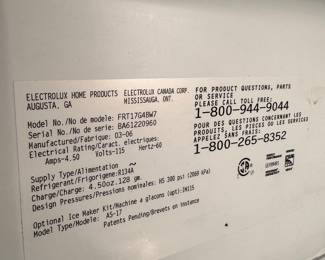 ELECTROLUX HOME PRODUCTS ELECTROLUX CANADA CORP.
AUGUSTA, GA MISSISSAUGA, ONT.
Model No./No de modele: FRT17G4BW7
Serial No./No de serie: BA61220960
Manufactured/Fabrique: 03-06
Electrical Rating/Caract. electriques:
Amps-4.50 Volts-115 Hertz-60
Supply Type/Alimentation ~
Refrigerant/Frigorigene: R134A
Charge/Charge: 4.50oz. 128 gm.
Design Pressures/Pressions nominales: HS 300 psi (2069 kPa)
Optional Ice Maker Kit/Machine a glacons (opt): IM115
Model/Type: AS-17
Patents Pending/Brevets en instance
FOR PRODUCTS QUESTIONS, PARTS
OR SERVICE
PLEASE CALL TOLL FREE:
1-800-944-9044
POUR DES QUESTIONS CONCERNANT LES
PRODUITS, LES PIECES OU DU SERVICE
APPELEZ SANS FRAIS:
1-800-265-8352